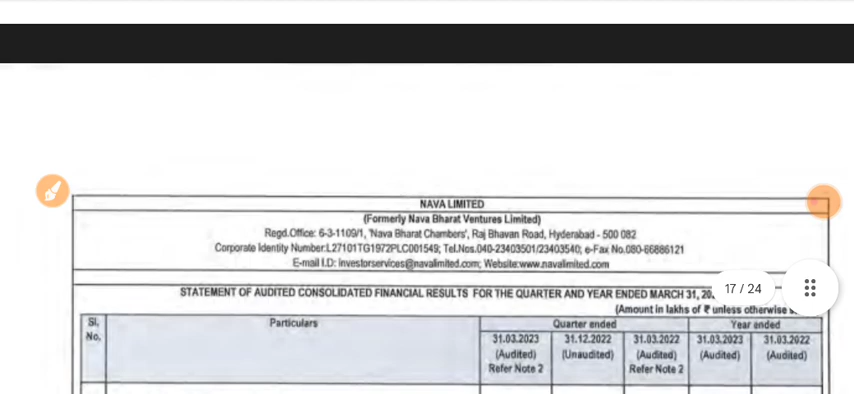 NAVA LIMITED
(Formerly Nava Bharat Ventures Limited)
Regd.Office: 6-3-1109/1, 'Nava Bharat Chambers', Raj Bhavan Road, Hyderabad - 500 082
Corporate Identity Number:L27101TG1972PLC001549; Tel.Nos.040-23403501/23403540; e-Fax No.080-66886121
E-mail I.D: investorservices@navalimited.com; Website:www.navalimited.com
STATEMENT OF AUDITED CONSOLIDATED FINANCIAL RESULTS FOR THE QUARTER AND YEAR ENDED MARCH 31,
17 / 24
(Amount in lakhs of ₹ unless otherwise
Sl. Particulars Quarter ended Year ended
No. 31.03.2023 31.12.2022 31.03.2022 31.03.2023 31.03.2022
(Audited) (Unaudited) (Audited) (Audited) (Audited)
Refer Note 2 Refer Note 2